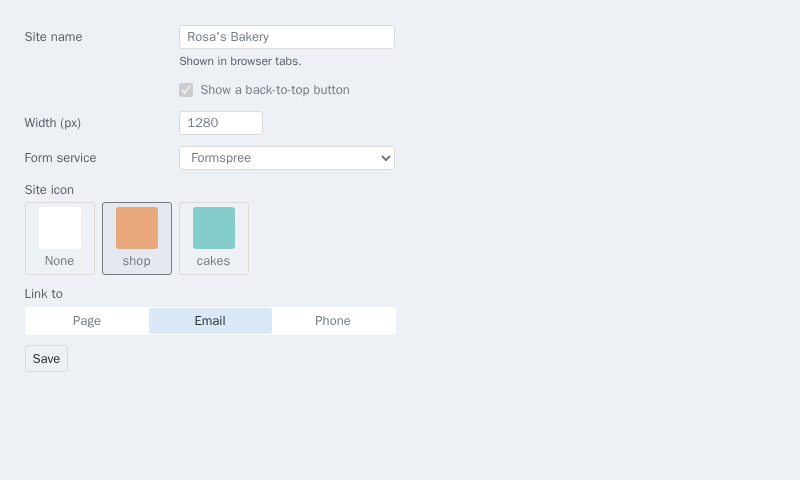 Site name
Rosa's Bakery
Shown in browser tabs.
Show a back-to-top button
Width (px)
1280
Form service
Formspree
Site icon
None
shop
cakes
Link to
Page
Email
Phone
Save